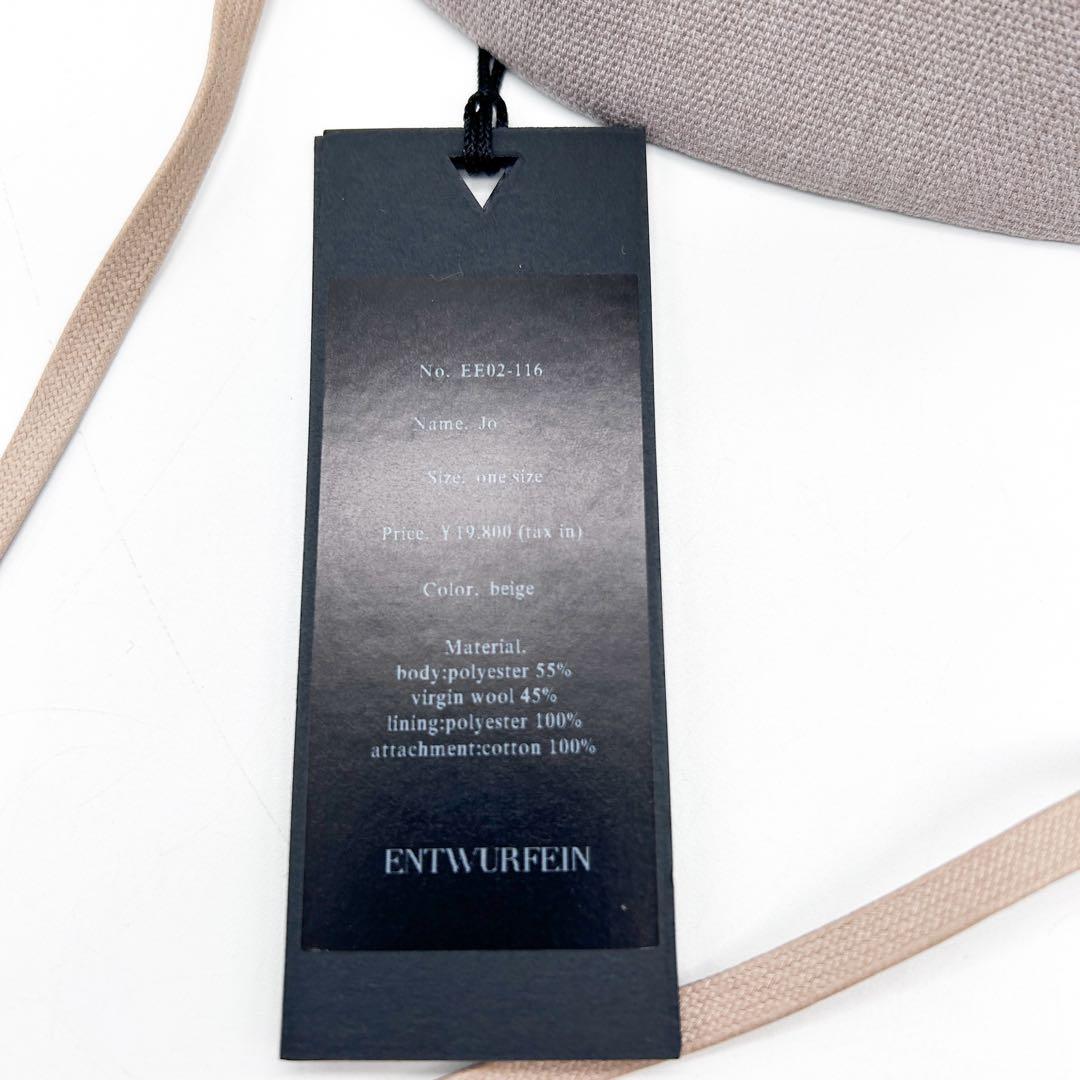 No. EE02-116
Name. Jo
Size. one size
Price. ¥19.800 (tax in)
Color. beige
Material.
body:polyester 55%
virgin wool 45%
lining:polyester 100%
attachment:cotton 100%
ENTWURFEIN